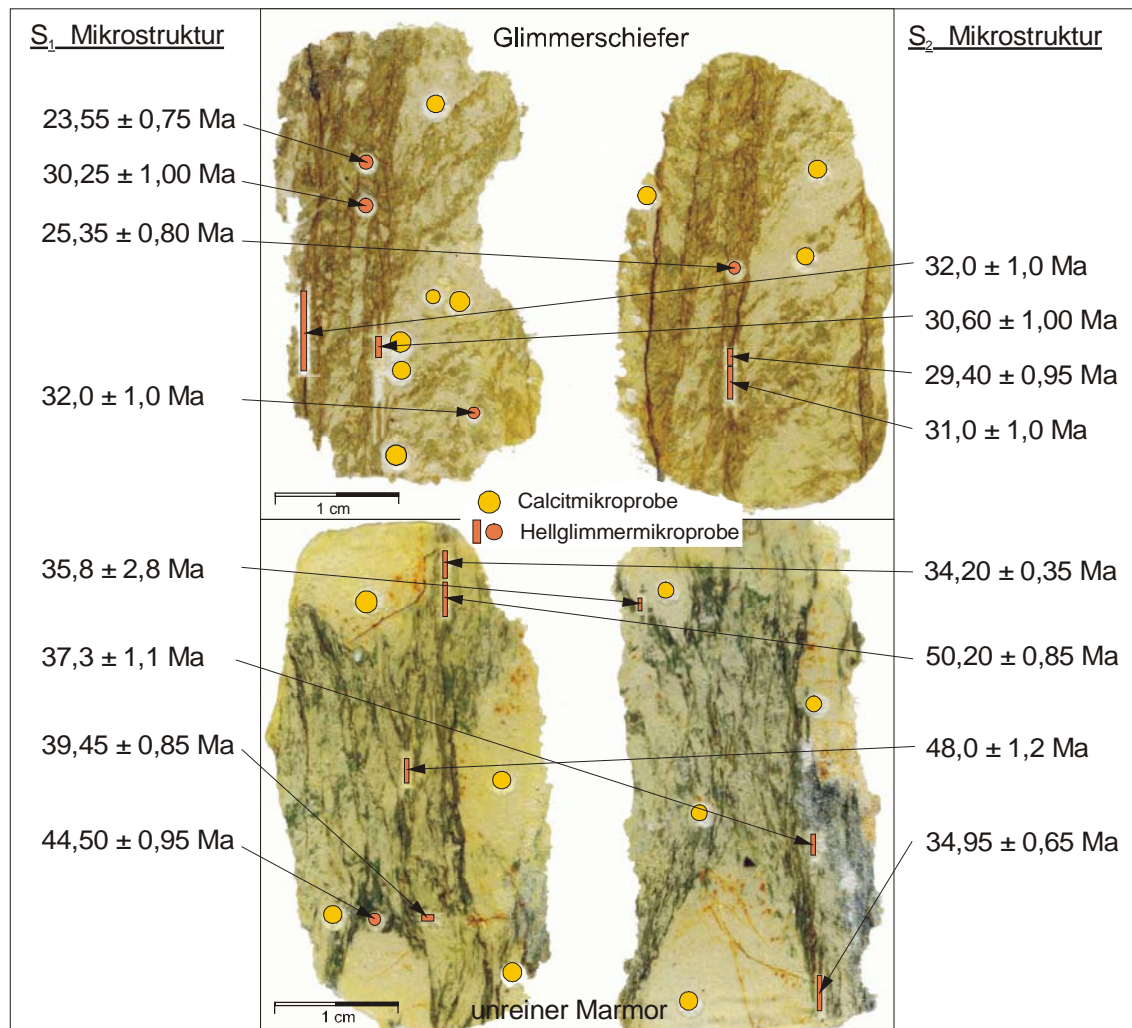 S₁ Mikrostruktur
23,55 ± 0,75 Ma
30,25 ± 1,00 Ma
25,35 ± 0,80 Ma
32,0 ± 1,0 Ma
35,8 ± 2,8 Ma
37,3 ± 1,1 Ma
39,45 ± 0,85 Ma
44,50 ± 0,95 Ma
Glimmerschiefer
1 cm
Calcitmikroprobe
Hellglimmermikroprobe
1 cm
unreiner Marmor
S₂ Mikrostruktur
32,0 ± 1,0 Ma
30,60 ± 1,00 Ma
29,40 ± 0,95 Ma
31,0 ± 1,0 Ma
34,20 ± 0,35 Ma
50,20 ± 0,85 Ma
48,0 ± 1,2 Ma
34,95 ± 0,65 Ma